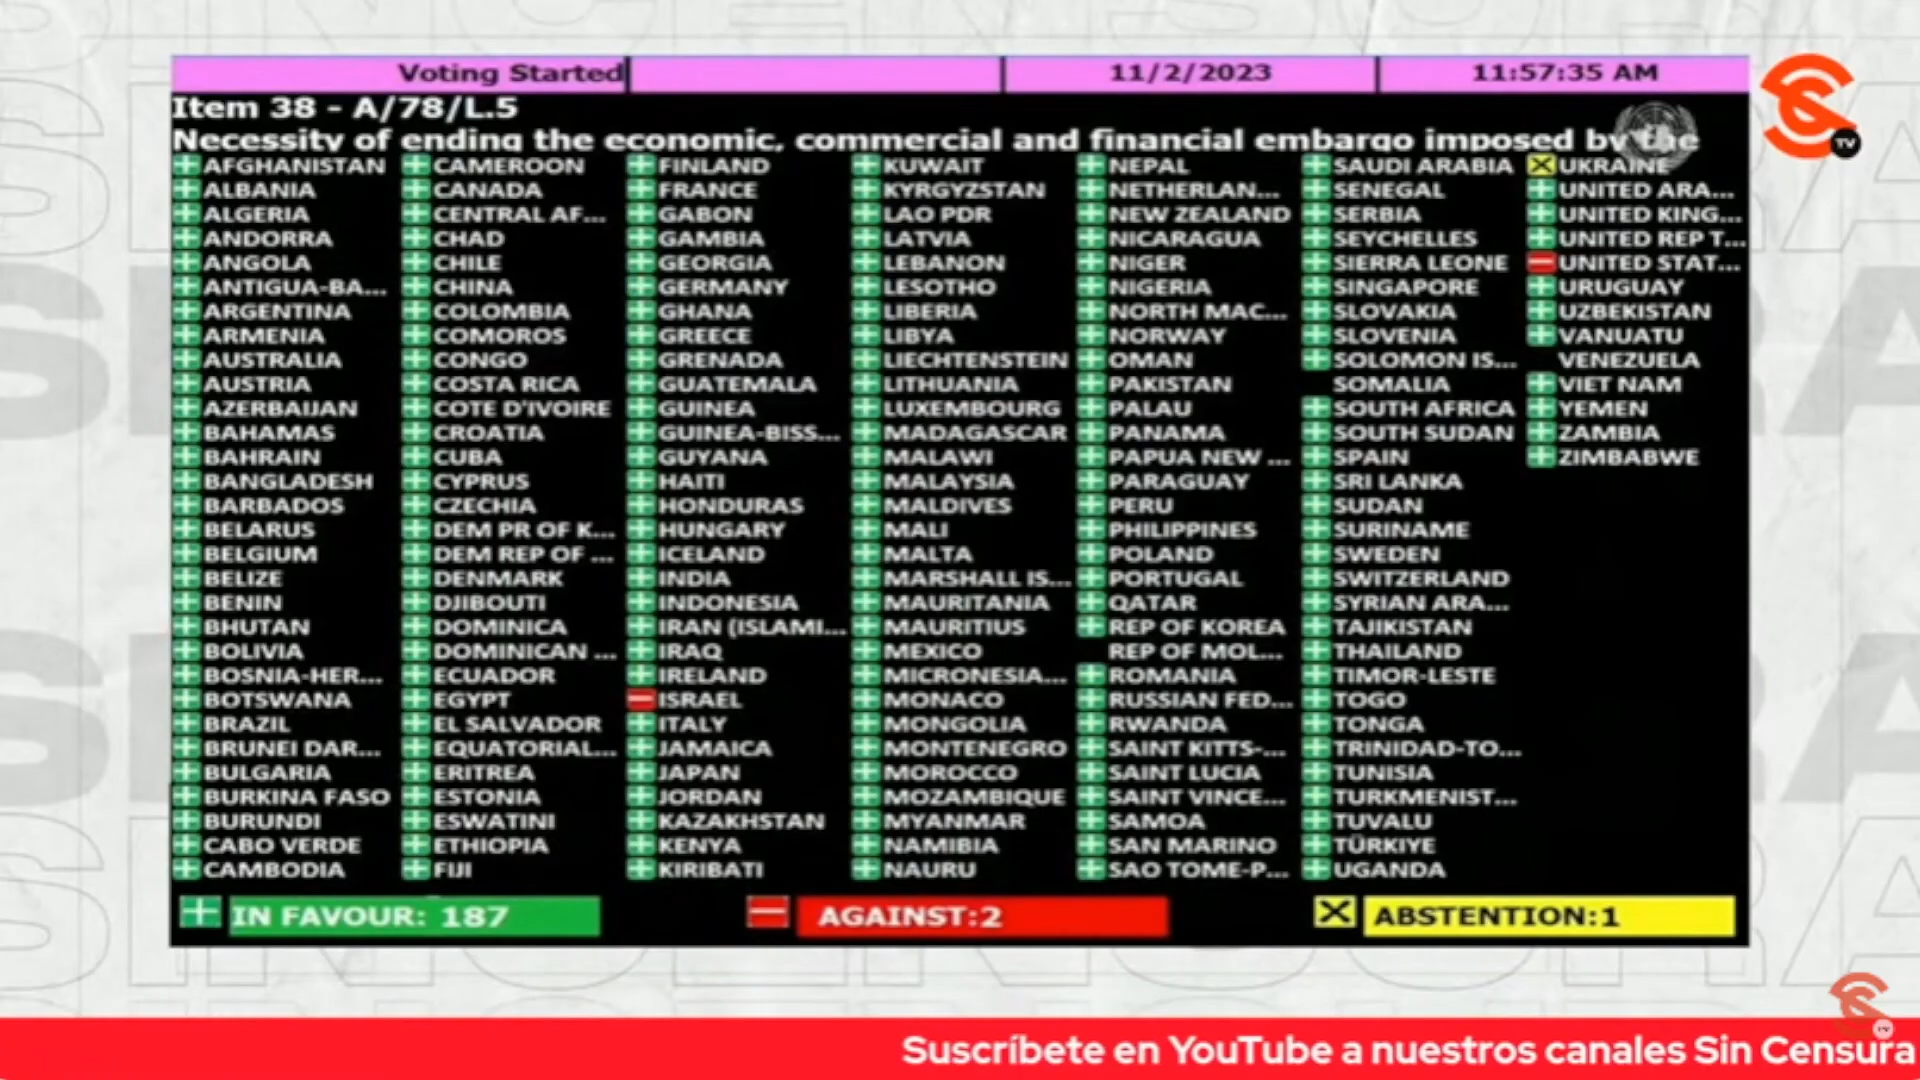 Voting Started 11/2/2023 11:57:35 AM
Item 38 - A/78/L.5
Necessity of ending the economic, commercial and financial embargo imposed by the
AFGHANISTAN
ALBANIA
ALGERIA
ANDORRA
ANGOLA
ANTIGUA-BA...
ARGENTINA
ARMENIA
AUSTRALIA
AUSTRIA
AZERBAIJAN
BAHAMAS
BAHRAIN
BANGLADESH
BARBADOS
BELARUS
BELGIUM
BELIZE
BENIN
BHUTAN
BOLIVIA
BOSNIA-HER...
BOTSWANA
BRAZIL
BRUNEI DAR...
BULGARIA
BURKINA FASO
BURUNDI
CABO VERDE
CAMBODIA
CAMEROON
CANADA
CENTRAL AF...
CHAD
CHILE
CHINA
COLOMBIA
COMOROS
CONGO
COSTA RICA
COTE D'IVOIRE
CROATIA
CUBA
CYPRUS
CZECHIA
DEM PR OF K...
DEM REP OF ...
DENMARK
DJIBOUTI
DOMINICA
DOMINICAN ...
ECUADOR
EGYPT
EL SALVADOR
EQUATORIAL...
ERITREA
ESTONIA
ESWATINI
ETHIOPIA
FIJI
FINLAND
FRANCE
GABON
GAMBIA
GEORGIA
GERMANY
GHANA
GREECE
GRENADA
GUATEMALA
GUINEA
GUINEA-BISS...
GUYANA
HAITI
HONDURAS
HUNGARY
ICELAND
INDIA
INDONESIA
IRAN (ISLAMI...
IRAQ
IRELAND
ISRAEL
ITALY
JAMAICA
JAPAN
JORDAN
KAZAKHSTAN
KENYA
KIRIBATI
KUWAIT
KYRGYZSTAN
LAO PDR
LATVIA
LEBANON
LESOTHO
LIBERIA
LIBYA
LIECHTENSTEIN
LITHUANIA
LUXEMBOURG
MADAGASCAR
MALAWI
MALAYSIA
MALDIVES
MALI
MALTA
MARSHALL IS...
MAURITANIA
MAURITIUS
MEXICO
MICRONESIA...
MONACO
MONGOLIA
MONTENEGRO
MOROCCO
MOZAMBIQUE
MYANMAR
NAMIBIA
NAURU
NEPAL
NETHERLAN...
NEW ZEALAND
NICARAGUA
NIGER
NIGERIA
NORTH MAC...
NORWAY
OMAN
PAKISTAN
PALAU
PANAMA
PAPUA NEW ...
PARAGUAY
PERU
PHILIPPINES
POLAND
PORTUGAL
QATAR
REP OF KOREA
REP OF MOL...
ROMANIA
RUSSIAN FED...
RWANDA
SAINT KITTS-...
SAINT LUCIA
SAINT VINCE...
SAMOA
SAN MARINO
SAO TOME-P...
SAUDI ARABIA
SENEGAL
SERBIA
SEYCHELLES
SIERRA LEONE
SINGAPORE
SLOVAKIA
SLOVENIA
SOLOMON IS...
SOMALIA
SOUTH AFRICA
SOUTH SUDAN
SPAIN
SRI LANKA
SUDAN
SURINAME
SWEDEN
SWITZERLAND
SYRIAN ARA...
TAJIKISTAN
THAILAND
TIMOR-LESTE
TOGO
TONGA
TRINIDAD-TO...
TUNISIA
TURKMENIST...
TUVALU
TÜRKIYE
UGANDA
UKRAINE
UNITED ARA...
UNITED KING...
UNITED REP T...
UNITED STAT...
URUGUAY
UZBEKISTAN
VANUATU
VENEZUELA
VIET NAM
YEMEN
ZAMBIA
ZIMBABWE
IN FAVOUR: 187 AGAINST:2 ABSTENTION:1
TV
Suscríbete en YouTube a nuestros canales Sin Censura